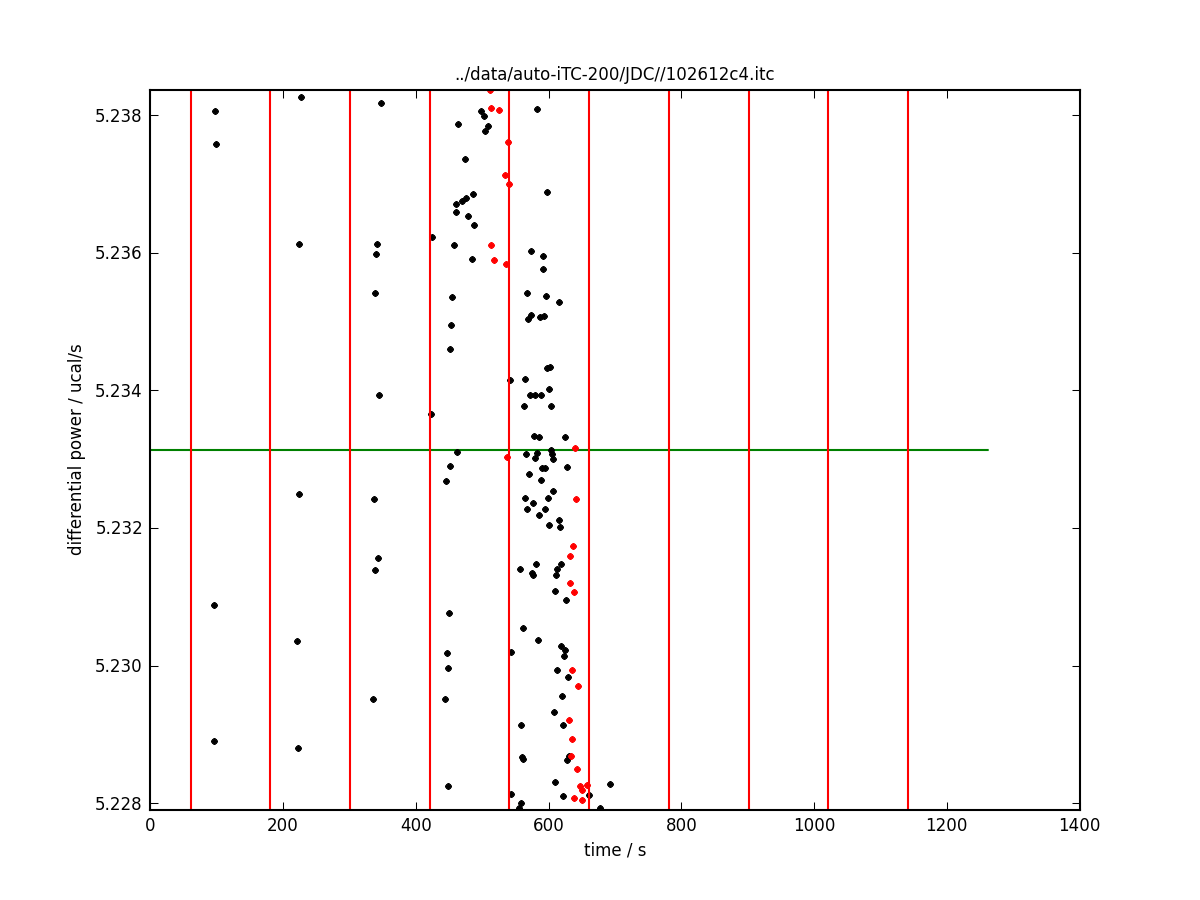 ../data/auto-iTC-200/JDC//102612c4.itc
differential power / ucal/s
5.238
5.236
5.234
5.232
5.230
5.228
0 200 400 600 800 1000 1200 1400
time / s